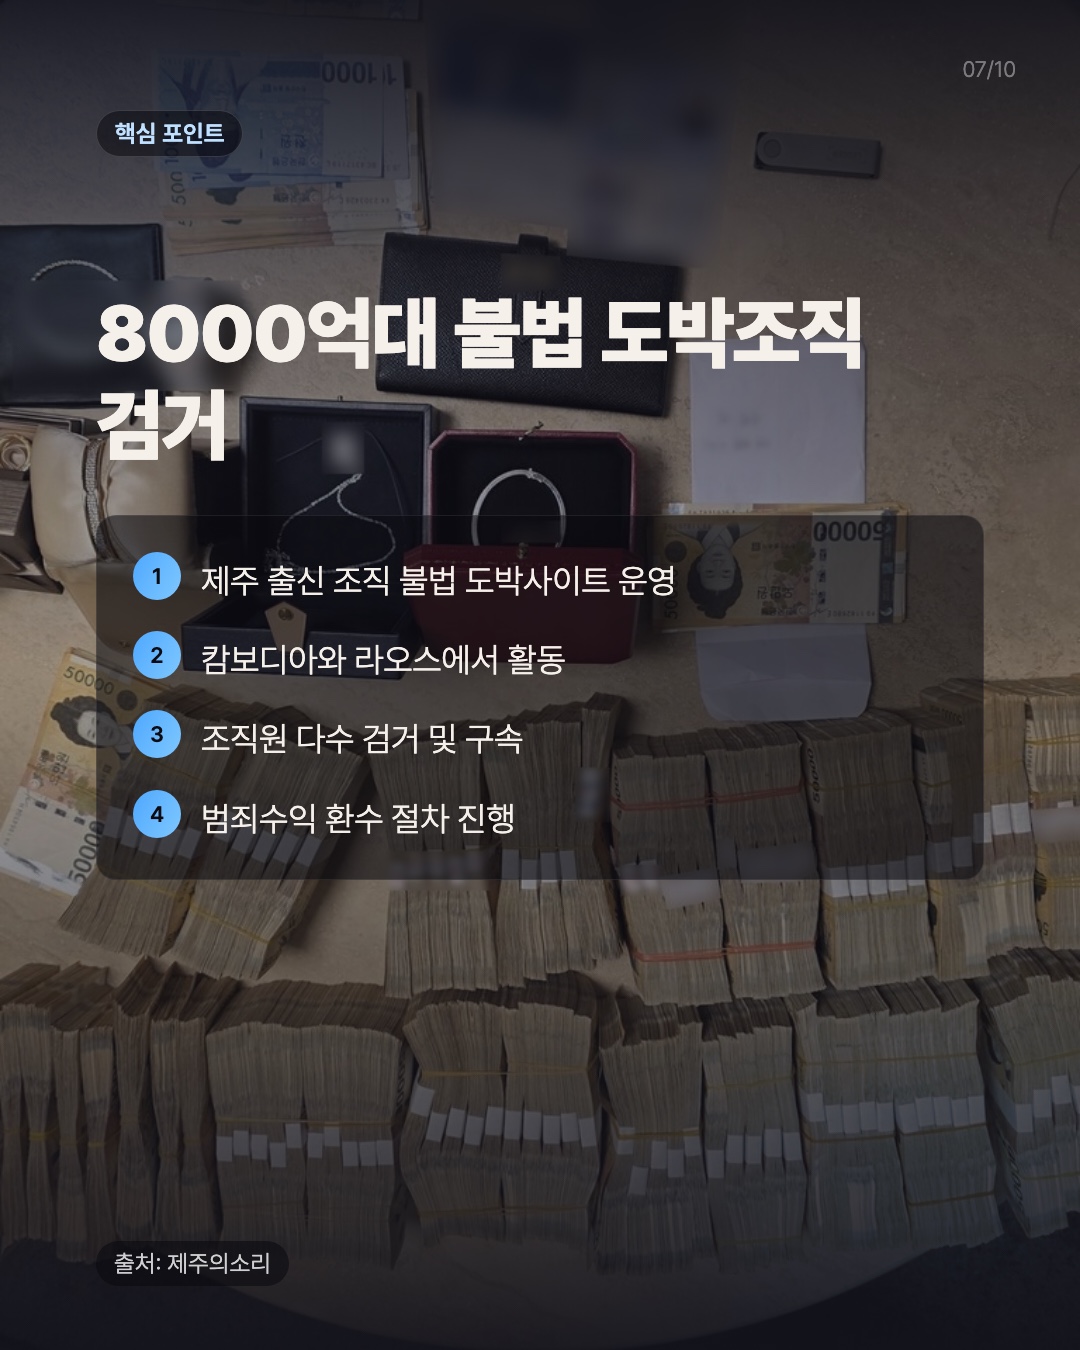 07/10
핵심 포인트
8000억대 불법 도박조직
검거
1 제주 출신 조직 불법 도박사이트 운영
2 캄보디아와 라오스에서 활동
3 조직원 다수 검거 및 구속
4 범죄수익 환수 절차 진행
출처: 제주의소리
1000
50000
50000
50000